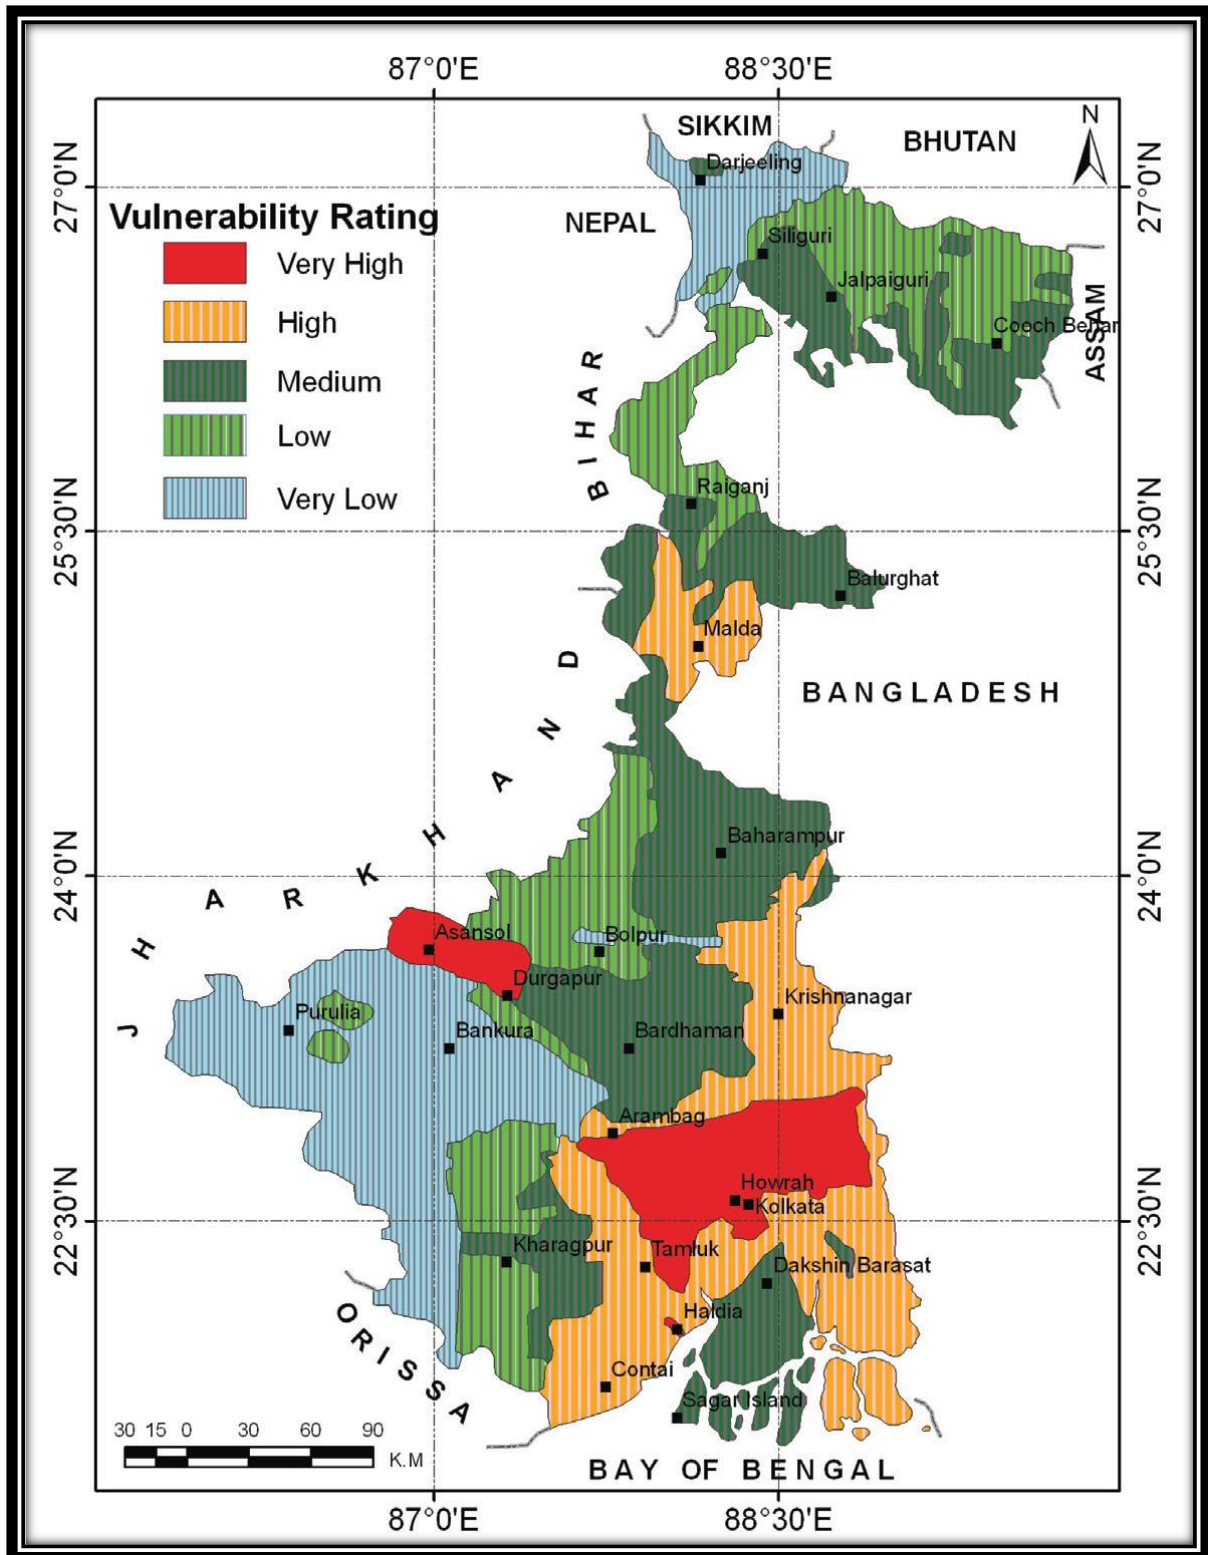 87°0'E 88°30'E
N
SIKKIM
BHUTAN
Darjeeling
27°0'N 27°0'N
Vulnerability Rating
NEPAL
Siliguri
Very High
Jalpaiguri
High
Cooch Behar
ASSAM
Medium
BIHAR
Low
Raiganj
Very Low
25°30'N 25°30'N
Balurghat
Malda
BANGLADESH
JHARKHAND
Baharampur
24°0'N 24°0'N
Asansol
Bolpur
Durgapur
Krishnanagar
Purulia
Bankura
Bardhaman
Arambag
Howrah
Kolkata
22°30'N 22°30'N
Kharagpur
Tamluk
Dakshin Barasat
Haldia
ORISSA
Contai
Sagar Island
30 15 0 30 60 90
K.M
BAY OF BENGAL
87°0'E 88°30'E